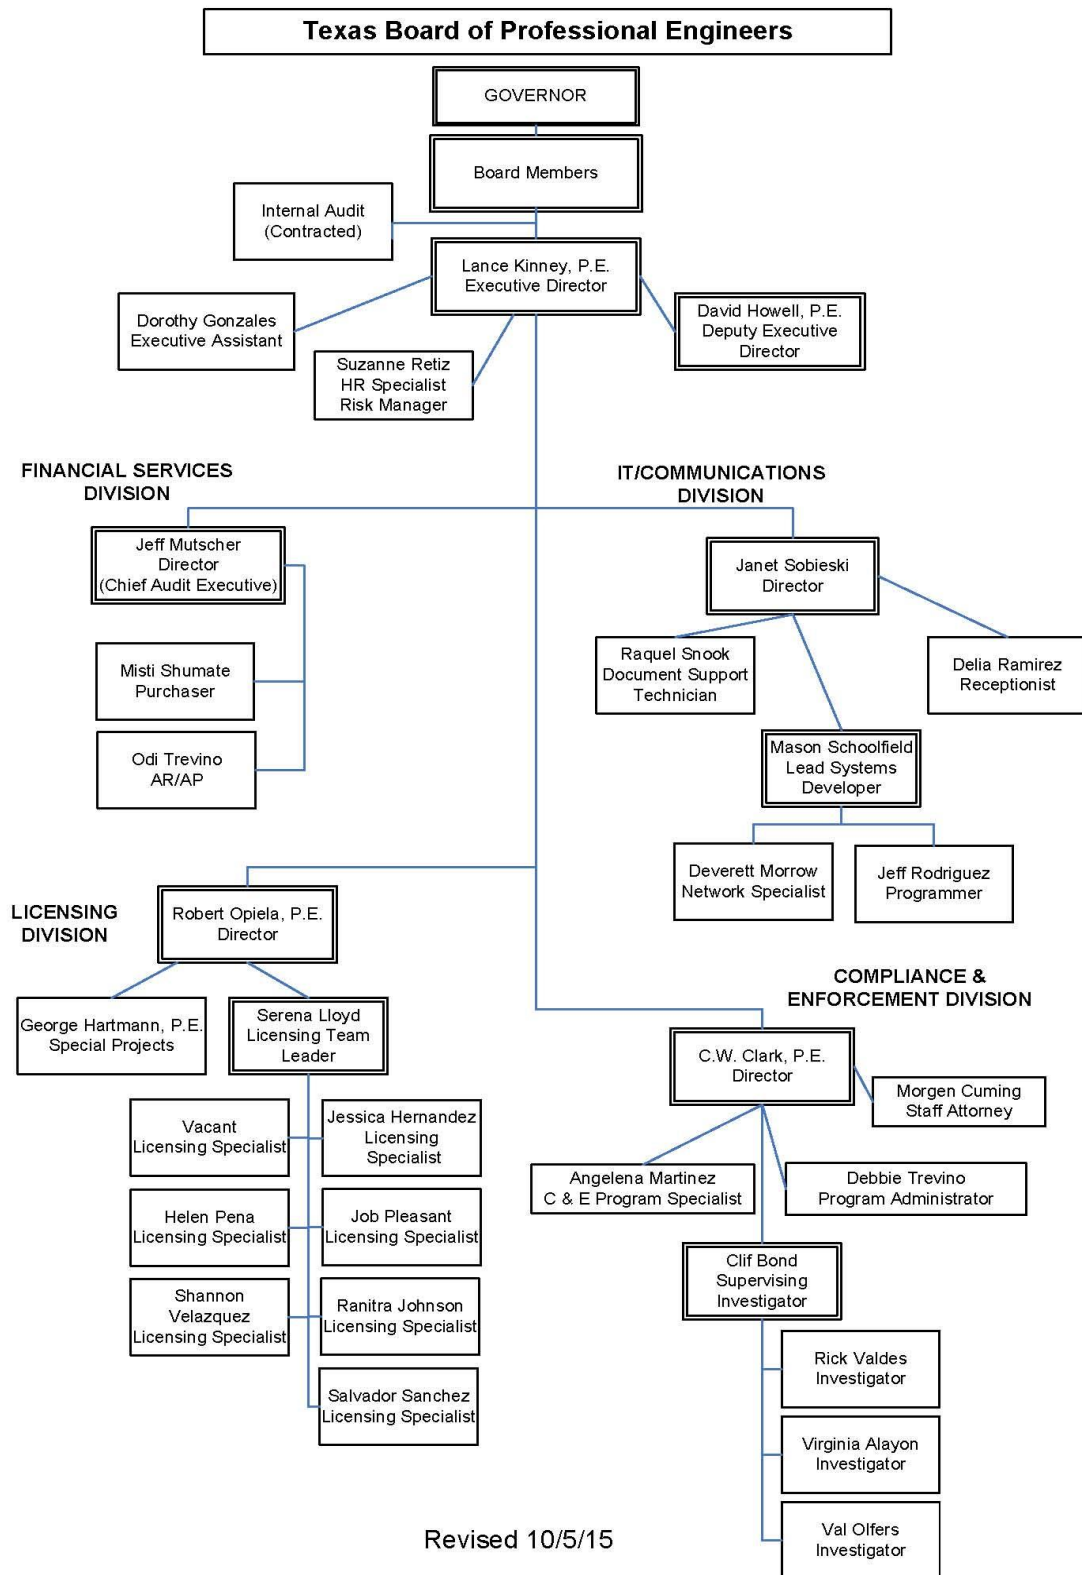 Texas Board of Professional Engineers
GOVERNOR
Board Members
Internal Audit
(Contracted)
Lance Kinney, P.E.
Executive Director
Dorothy Gonzales
Executive Assistant
David Howell, P.E.
Deputy Executive
Director
Suzanne Retiz
HR Specialist
Risk Manager
FINANCIAL SERVICES
DIVISION
Jeff Mutscher
Director
(Chief Audit Executive)
Misti Shumate
Purchaser
Odi Trevino
AR/AP
IT/COMMUNICATIONS
DIVISION
Janet Sobieski
Director
Raquel Snook
Document Support
Technician
Delia Ramirez
Receptionist
Mason Schoolfield
Lead Systems
Developer
Deverett Morrow
Network Specialist
Jeff Rodriguez
Programmer
LICENSING
DIVISION
Robert Opiela, P.E.
Director
George Hartmann, P.E.
Special Projects
Serena Lloyd
Licensing Team
Leader
Vacant
Licensing Specialist
Jessica Hernandez
Licensing
Specialist
Helen Pena
Licensing Specialist
Job Pleasant
Licensing Specialist
Shannon
Velazquez
Licensing Specialist
Ranitra Johnson
Licensing Specialist
Salvador Sanchez
Licensing Specialist
COMPLIANCE &
ENFORCEMENT DIVISION
C.W. Clark, P.E.
Director
Morgen Cuming
Staff Attorney
Angelena Martinez
C & E Program Specialist
Debbie Trevino
Program Administrator
Clif Bond
Supervising
Investigator
Rick Valdes
Investigator
Virginia Alayon
Investigator
Val Olfers
Investigator
Revised 10/5/15